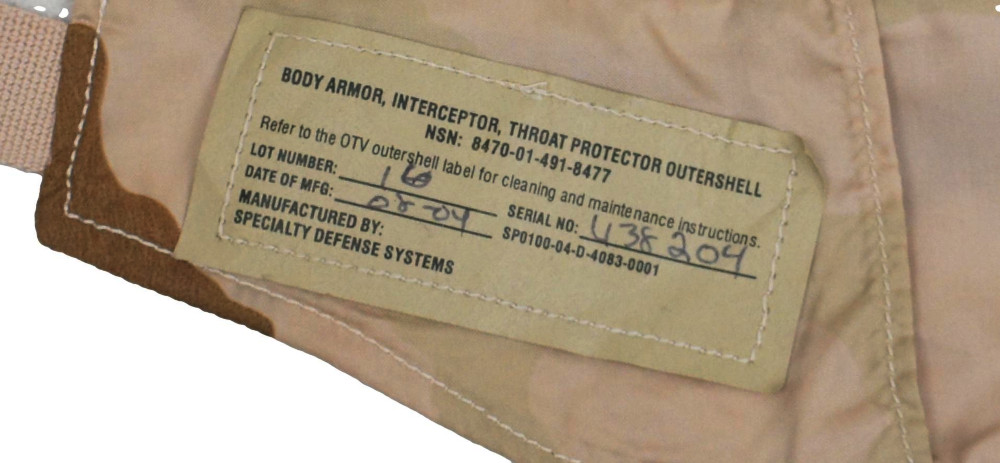 BODY ARMOR, INTERCEPTOR, THROAT PROTECTOR OUTERSHELL
NSN: 8470-01-491-8477
Refer to the OTV outershell label for cleaning and maintenance instructions.
LOT NUMBER: 16 SERIAL NO: 438204
DATE OF MFG: 08-04 SP0100-04-D-4083-0001
MANUFACTURED BY:
SPECIALTY DEFENSE SYSTEMS